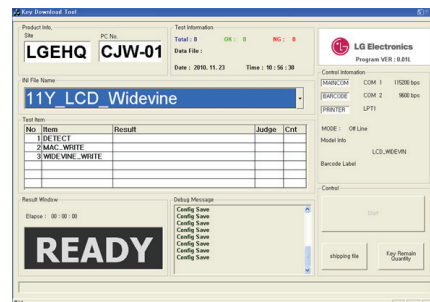 Key Download Tool
Product Info,
Site
PC No,
LGEHQ
CJW-01
Test Information
Total : 0 OK : 0 NG : 0
Data File :
Date : 2010. 11. 23 Time : 10 : 56 : 38
LG Electronics
Program VER : 0.01L
INI File Name
11Y_LCD_Widevine
Control Infomation
MAINCOM COM 1 115200 bps
BARCODE COM 2 9600 bps
PRINTER LPT1
MODE : Off Line
Model Info
LCD_WIDEVIN
Barcode Label
Test Item
No Item Result Judge Cnt
1 DETECT
2 MAC_WRITE
3 WIDEVINE_WRITE
Result Window
Elapse : 00 : 00 : 00
READY
Debug Message
Config Save
Config Save
Config Save
Config Save
Config Save
Config Save
Config Save
Config Save
Control
Start
shipping file
Key Remain
Quantity